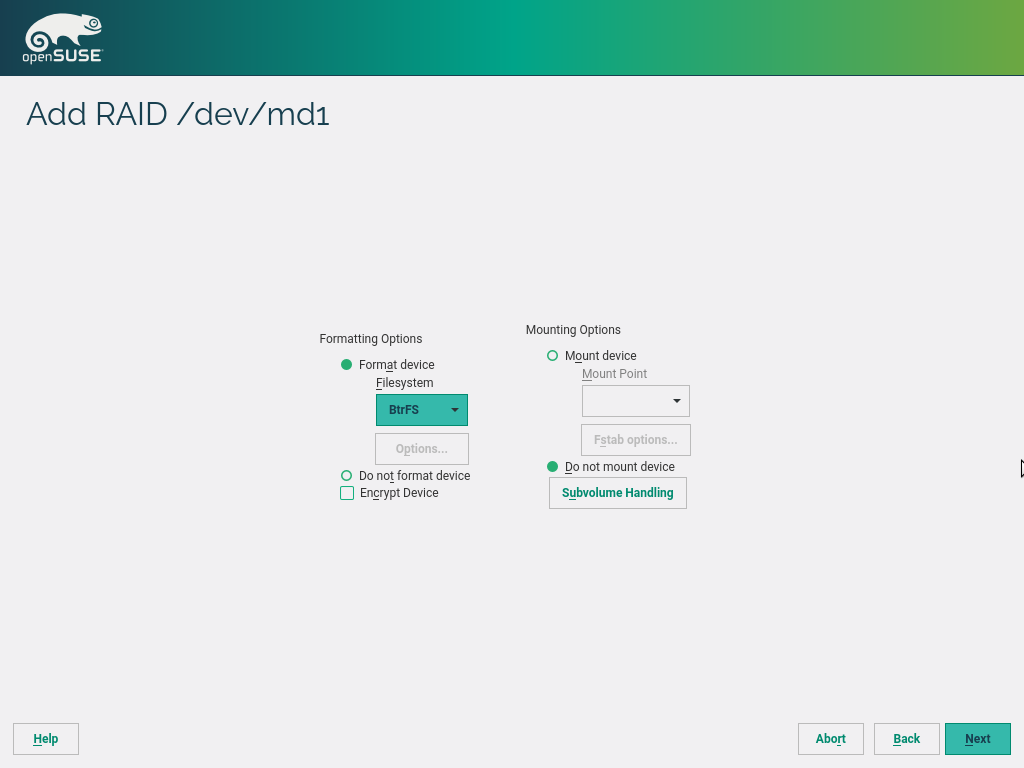 openSUSE
Add RAID /dev/md1
Formatting Options
Format device
Filesystem
BtrFS
Options...
Do not format device
Encrypt Device
Mounting Options
Mount device
Mount Point
Fstab options...
Do not mount device
Subvolume Handling
Help
Abort
Back
Next